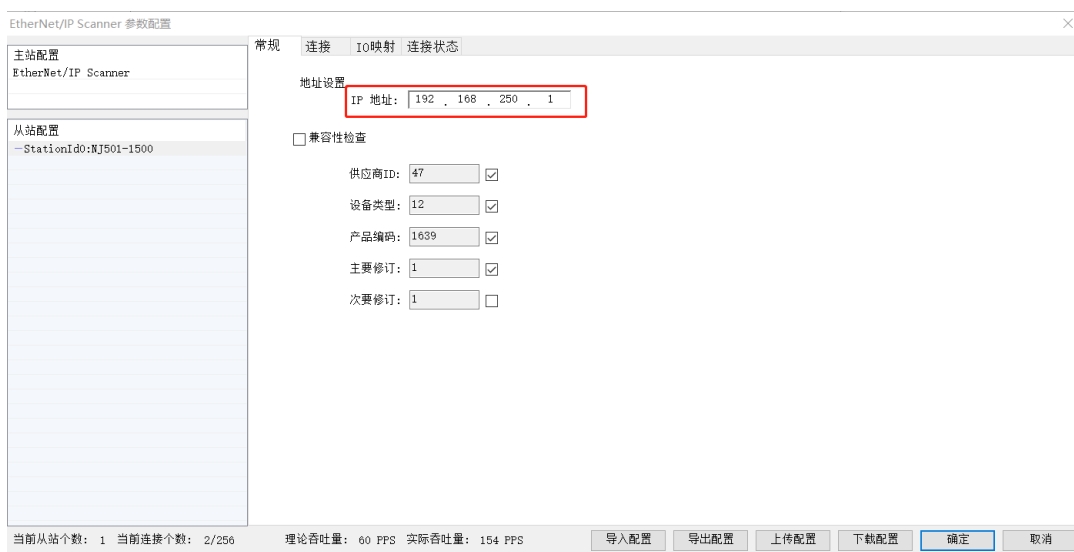 EtherNet/IP Scanner 参数配置
主站配置
EtherNet/IP Scanner
从站配置
StationId0:NJ501-1500
常规 连接 IO映射 连接状态
地址设置
IP 地址: 192 . 168 . 250 . 1
兼容性检查
供应商ID: 47
设备类型: 12
产品编码: 1639
主要修订: 1
次要修订: 1
当前从站个数: 1 当前连接个数: 2/256 理论吞吐量: 60 PPS 实际吞吐量: 154 PPS 导入配置 导出配置 上传配置 下载配置 确定 取消